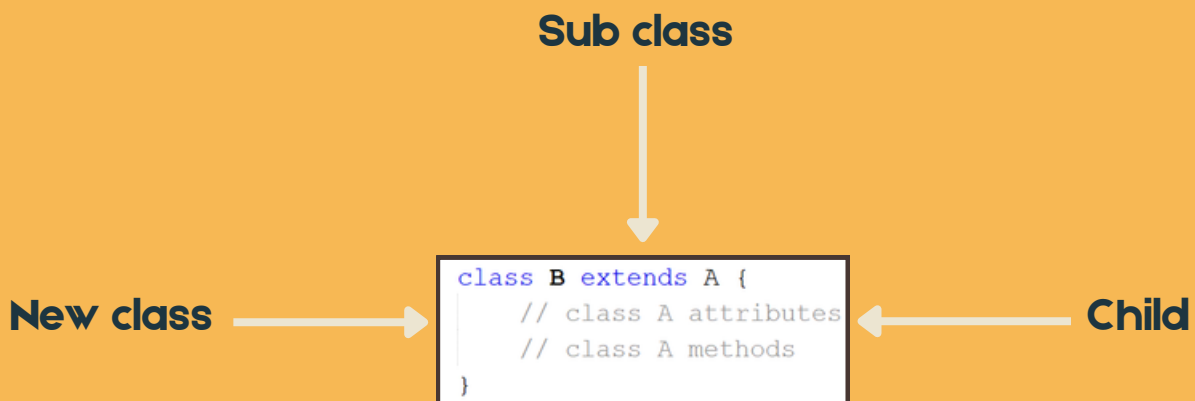 Sub class
New class
class B extends A {
// class A attributes
// class A methods
}
Child